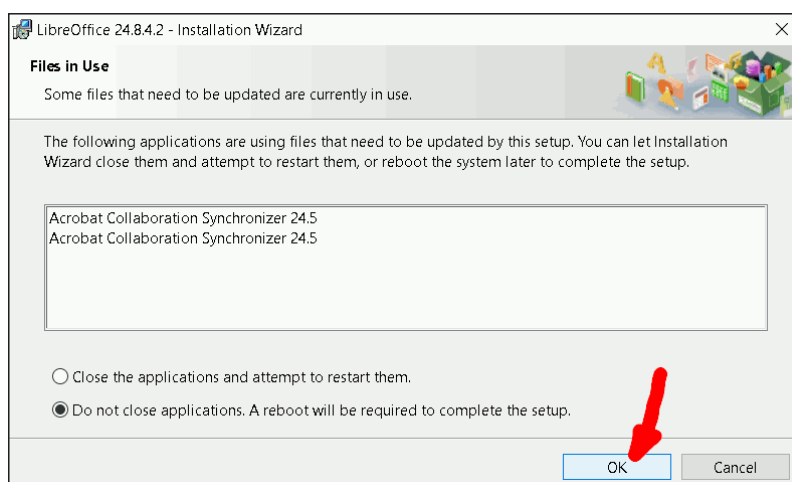 LibreOffice 24.8.4.2 - Installation Wizard
Files in Use
Some files that need to be updated are currently in use.
The following applications are using files that need to be updated by this setup. You can let Installation
Wizard close them and attempt to restart them, or reboot the system later to complete the setup.
Acrobat Collaboration Synchronizer 24.5
Acrobat Collaboration Synchronizer 24.5
Close the applications and attempt to restart them.
Do not close applications. A reboot will be required to complete the setup.
OK
Cancel